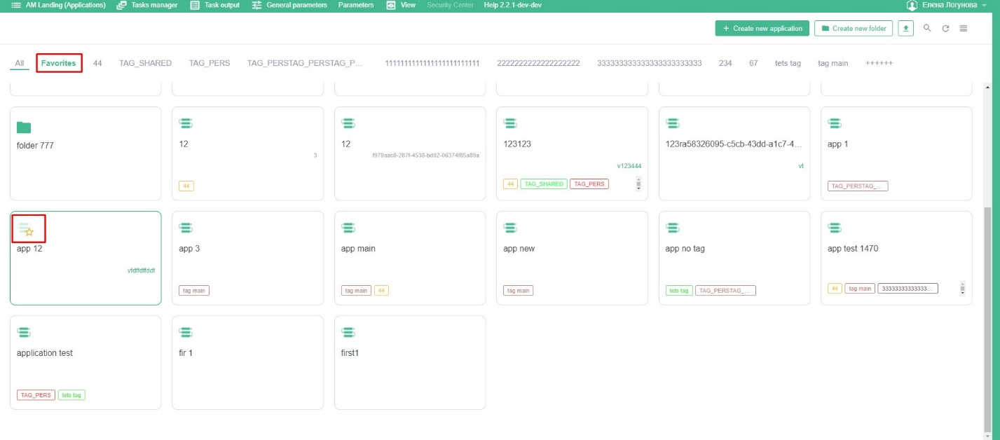 AM Landing (Applications) Tasks manager Task output General parameters Parameters View Security Center Help 2.2.1-dev-dev Елена Логунова
+ Create new application Create new folder
All Favorites 44 TAG_SHARED TAG_PERS TAG_PERSTAG_PERSTAG_P... 11111111111111111111111111 2222222222222222222222 3333333333333333333333333 234 67 tets tag tag main ++++++
folder 777
12
3
44
12
f979aac0-287f-4538-bd02-06374f85a89a
123123
v123444
44 TAG_SHARED TAG_PERS
123ra58326095-c5cb-43dd-a1c7-4...
vt
app 1
TAG_PERSTAG_...
app 12
vfdffdffddf
app 3
tag main
app main
tag main 44
app new
tag main
app no tag
tets tag TAG_PERSTAG_...
app test 1470
44 tag main 33333333333333...
application test
TAG_PERS tets tag
fir 1
first1